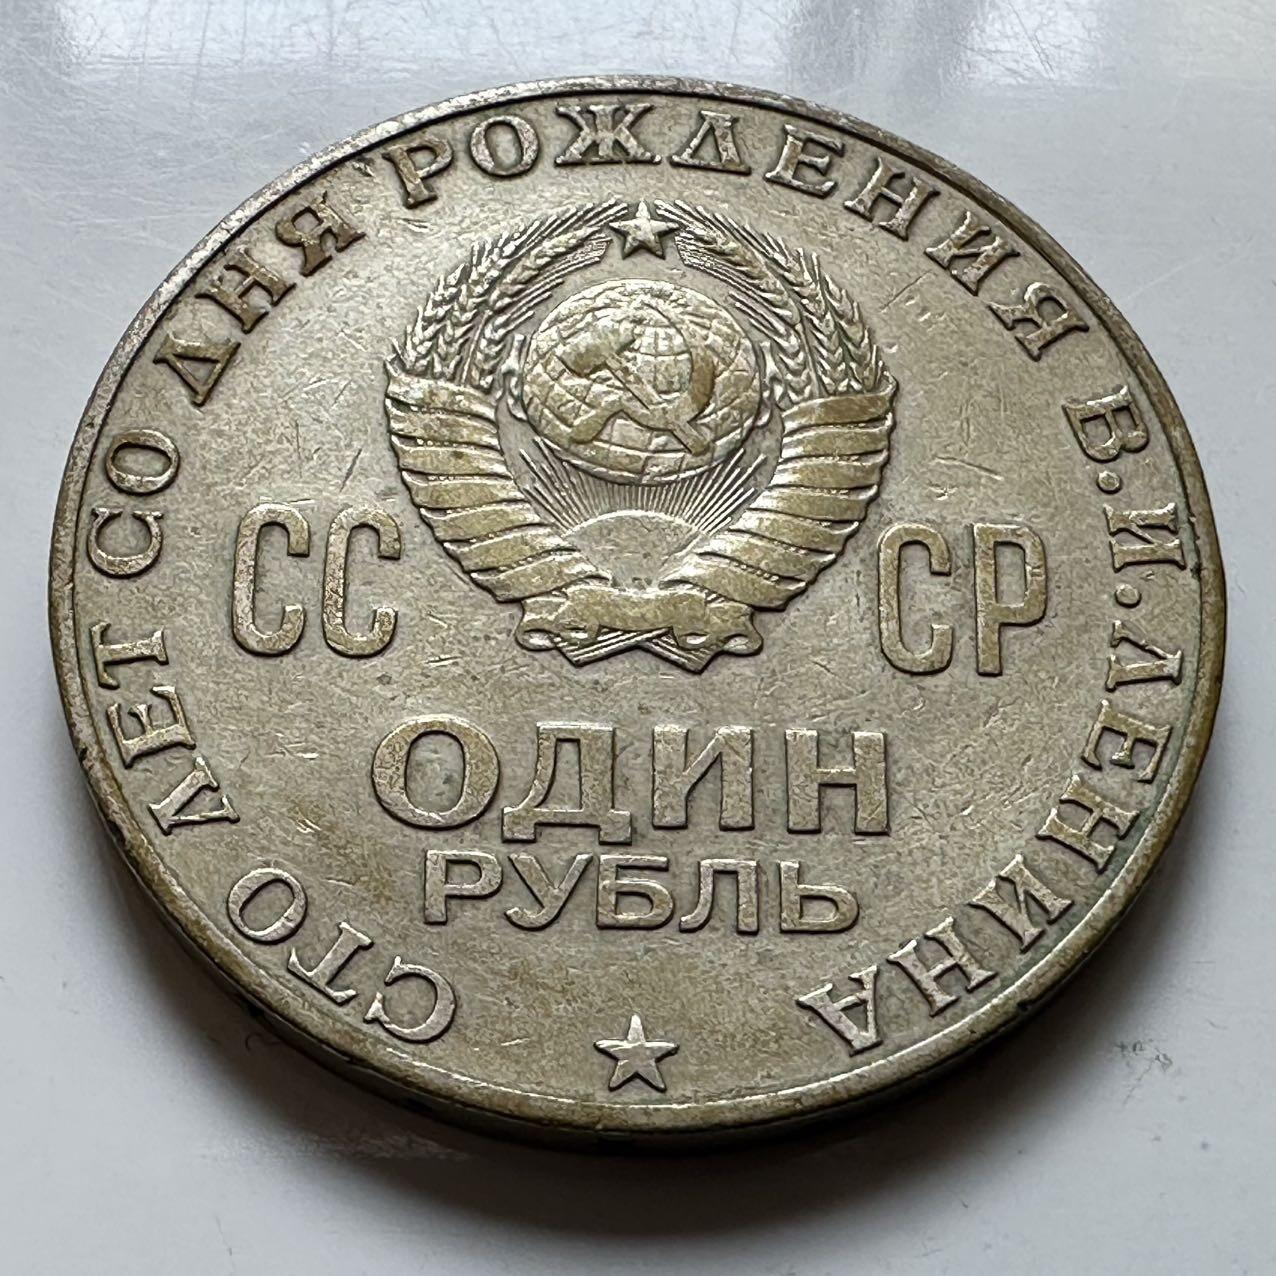 СТО ЛЕТ СО ДНЯ РОЖДЕНИЯ В.И.ЛЕНИНА
СС СР
ОДИН
РУБЛЬ